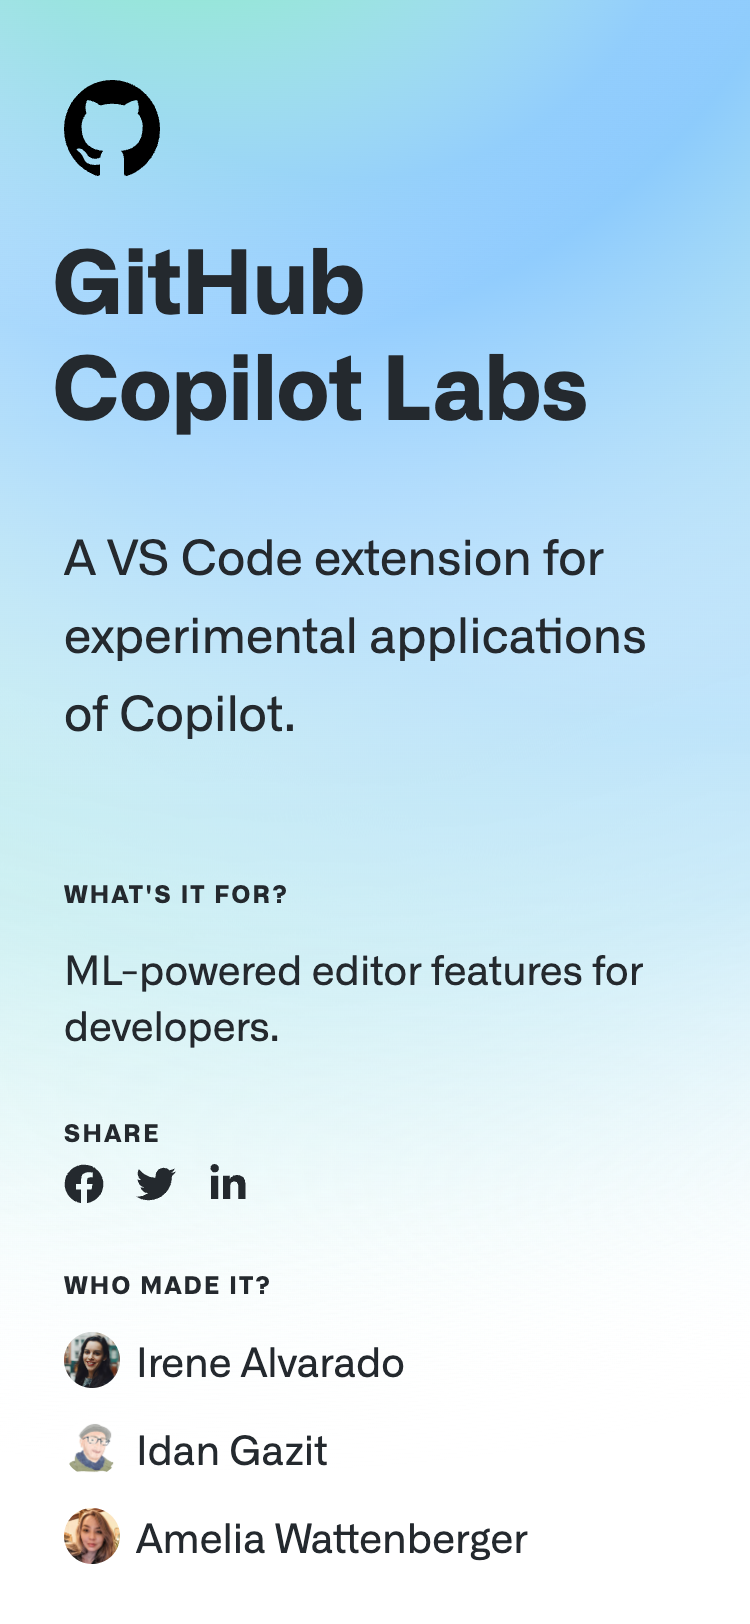 GitHub
Copilot Labs
A VS Code extension for
experimental applications
of Copilot.
WHAT'S IT FOR?
ML-powered editor features for
developers.
SHARE
WHO MADE IT?
Irene Alvarado
Idan Gazit
Amelia Wattenberger